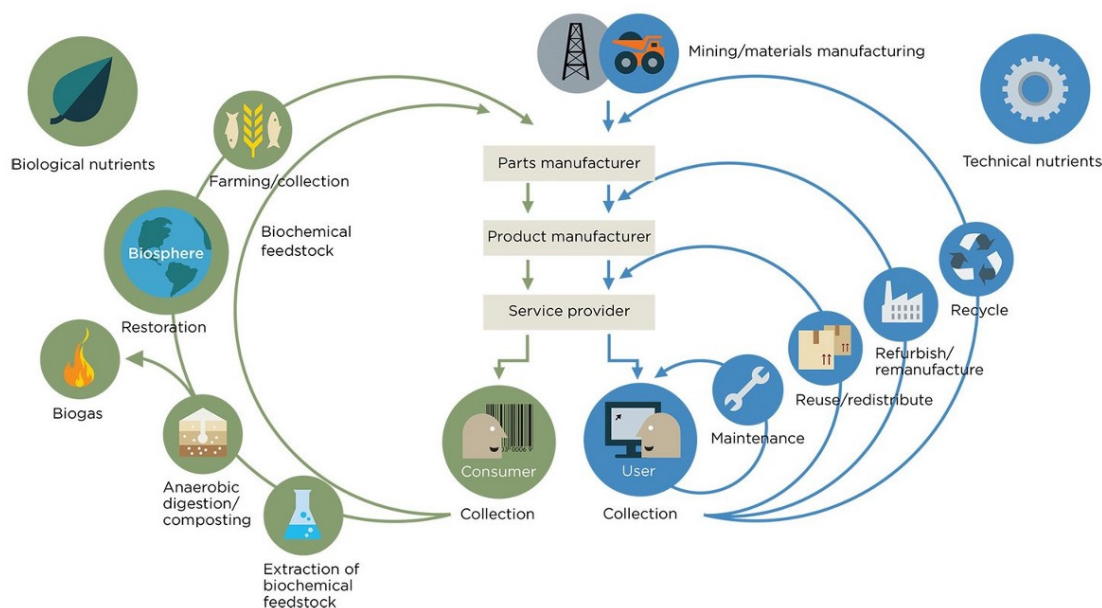 Mining/materials manufacturing
Biological nutrients
Technical nutrients
Farming/collection
Parts manufacturer
Biochemical
feedstock
Product manufacturer
Biosphere
Restoration
Service provider
Recycle
Refurbish/
remanufacture
Biogas
Reuse/redistribute
Maintenance
Consumer
User
Anaerobic
digestion/
composting
Collection
Collection
Extraction of
biochemical
feedstock